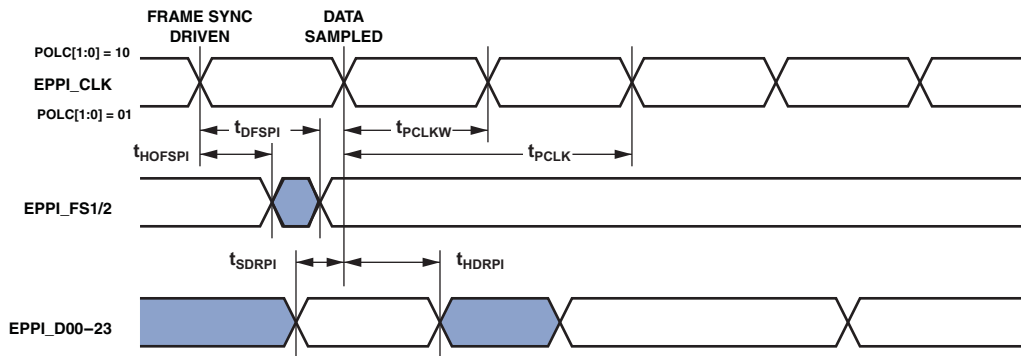 FRAME SYNC
DRIVEN
DATA
SAMPLED
POLC[1:0] = 10
EPPI_CLK
POLC[1:0] = 01
tDFSPI
tPCLKW
tHOFSPI
tPCLK
EPPI_FS1/2
tSDRPI
tHDRPI
EPPI_D00–23